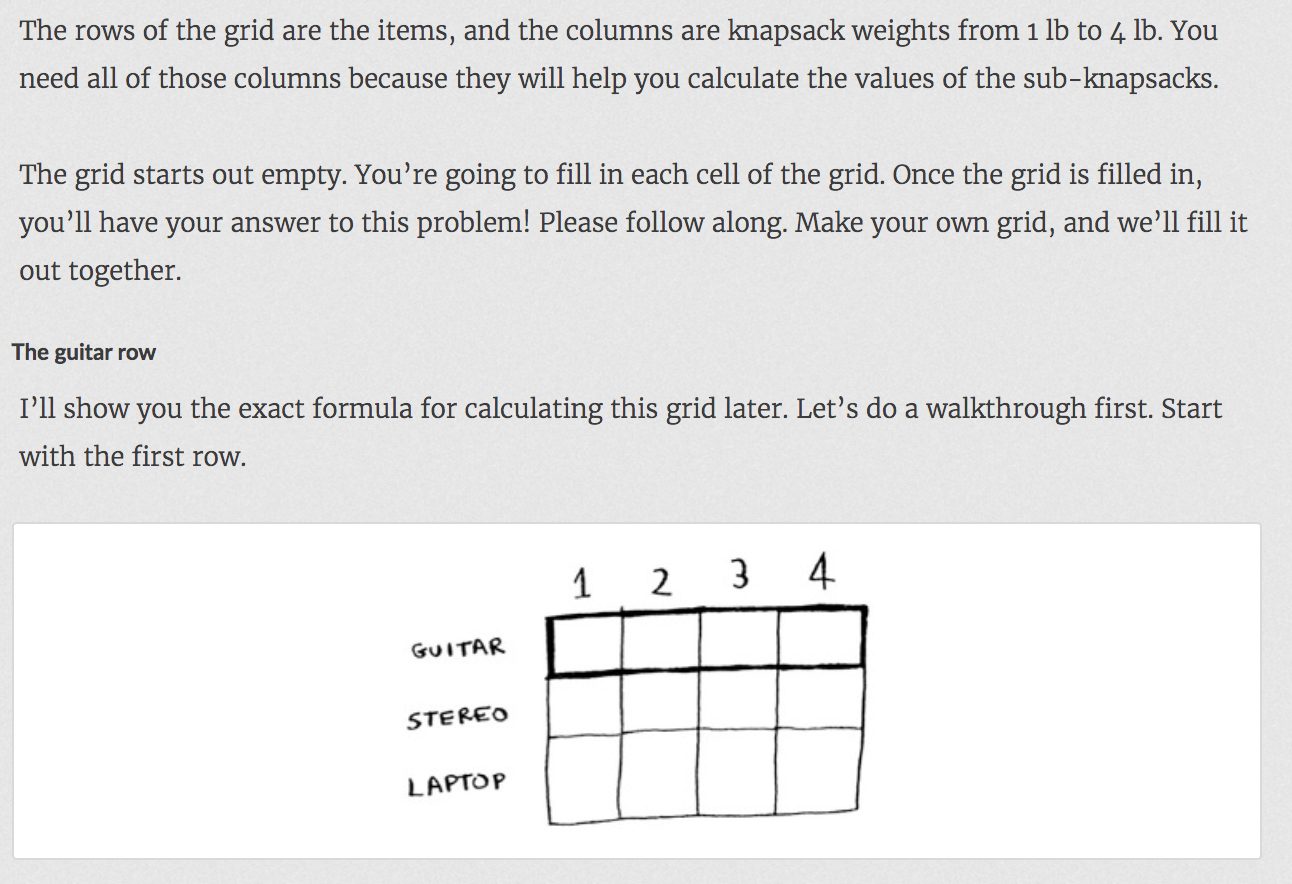 The rows of the grid are the items, and the columns are knapsack weights from 1 lb to 4 lb. You
need all of those columns because they will help you calculate the values of the sub-knapsacks.
The grid starts out empty. You’re going to fill in each cell of the grid. Once the grid is filled in,
you’ll have your answer to this problem! Please follow along. Make your own grid, and we’ll fill it
out together.
The guitar row
I’ll show you the exact formula for calculating this grid later. Let’s do a walkthrough first. Start
with the first row.
1 2 3 4
GUITAR
STEREO
LAPTOP